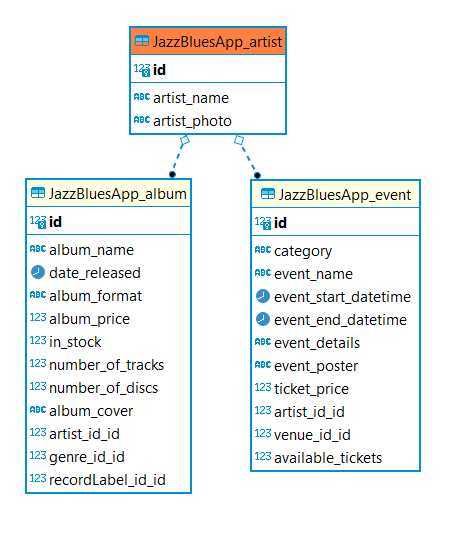 JazzBluesApp_artist
123 id
ABC artist_name
ABC artist_photo
JazzBluesApp_album
123 id
ABC album_name
date_released
ABC album_format
123 album_price
123 in_stock
123 number_of_tracks
123 number_of_discs
ABC album_cover
123 artist_id_id
123 genre_id_id
123 recordLabel_id_id
JazzBluesApp_event
123 id
ABC category
ABC event_name
event_start_datetime
event_end_datetime
ABC event_details
ABC event_poster
123 ticket_price
123 artist_id_id
123 venue_id_id
123 available_tickets